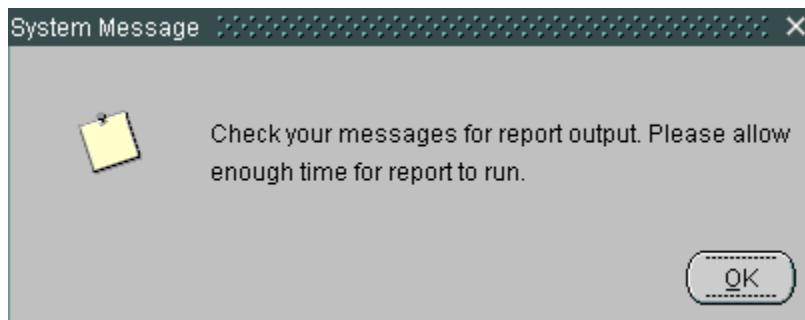 System Message
Check your messages for report output. Please allow
enough time for report to run.
OK